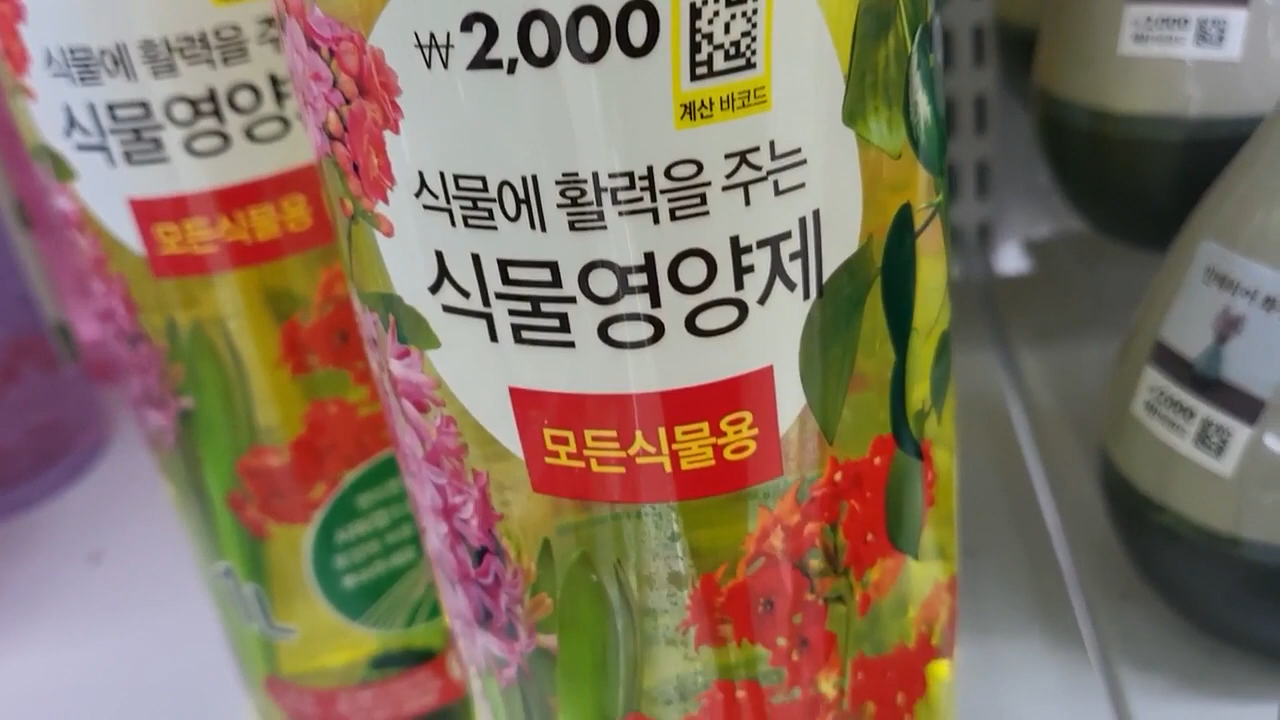 ₩2,000
계산 바코드
식물에 활력을 주는
식물영양제
모든식물용
식물에 활력을
식물영양
모든식물용